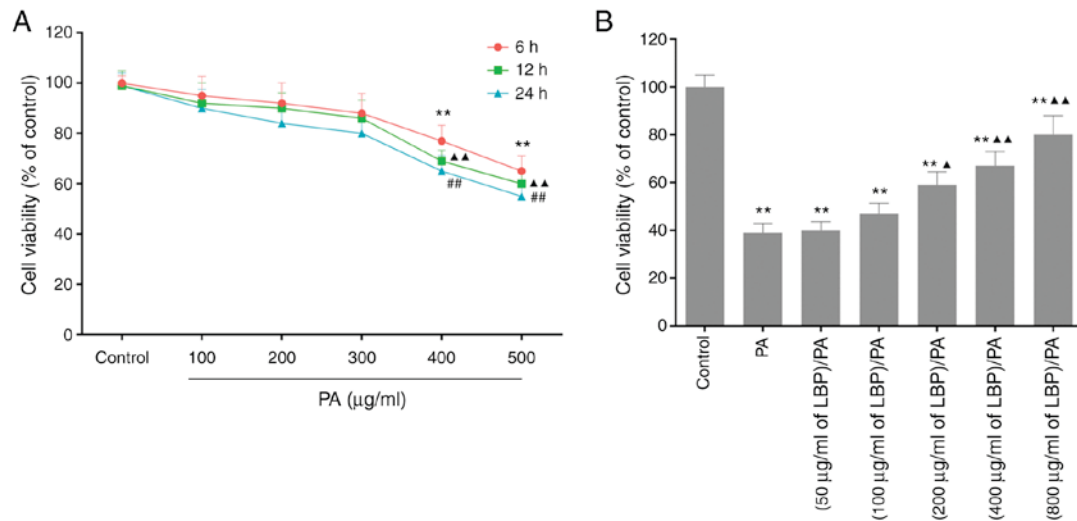 A
Cell viability (% of control)
120
100
80
60
40
20
0
6 h
12 h
24 h
**
**
▲▲
##
▲▲
##
Control
100
200
300
400
500
PA (µg/ml)
B
Cell viability (% of control)
120
100
80
60
40
20
0
**
**
**
**▲
**▲▲
**▲▲
Control
PA
(50 µg/ml of LBP)/PA
(100 µg/ml of LBP)/PA
(200 µg/ml of LBP)/PA
(400 µg/ml of LBP)/PA
(800 µg/ml of LBP)/PA